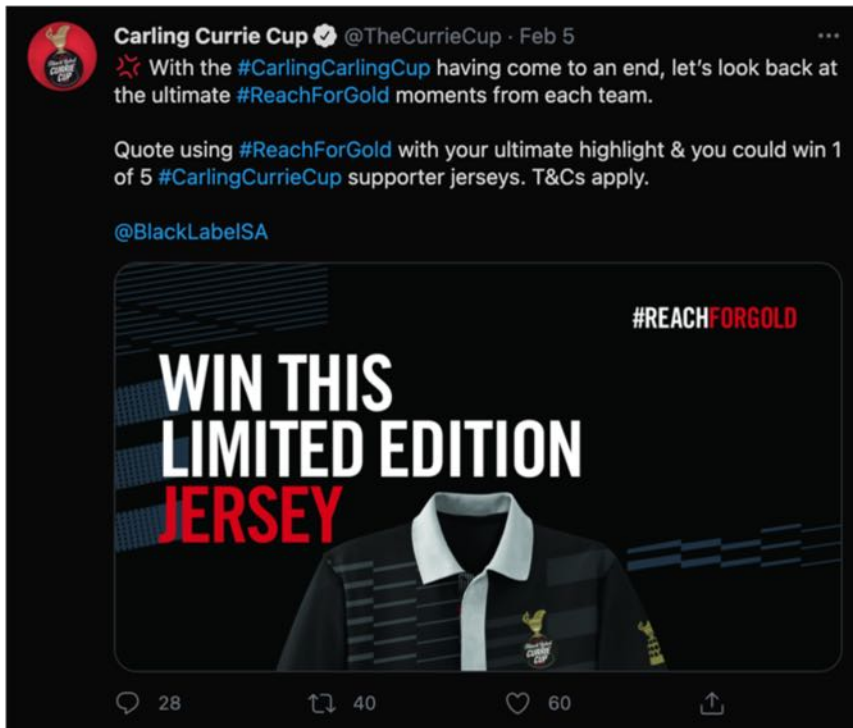 Carling Currie Cup @TheCurrieCup · Feb 5
With the #CarlingCarlingCup having come to an end, let's look back at
the ultimate #ReachForGold moments from each team.
Quote using #ReachForGold with your ultimate highlight & you could win 1
of 5 #CarlingCurrieCup supporter jerseys. T&Cs apply.
@BlackLabelSA
#REACHFORGOLD
WIN THIS
LIMITED EDITION
JERSEY
CURRIE
CUP
28 40 60